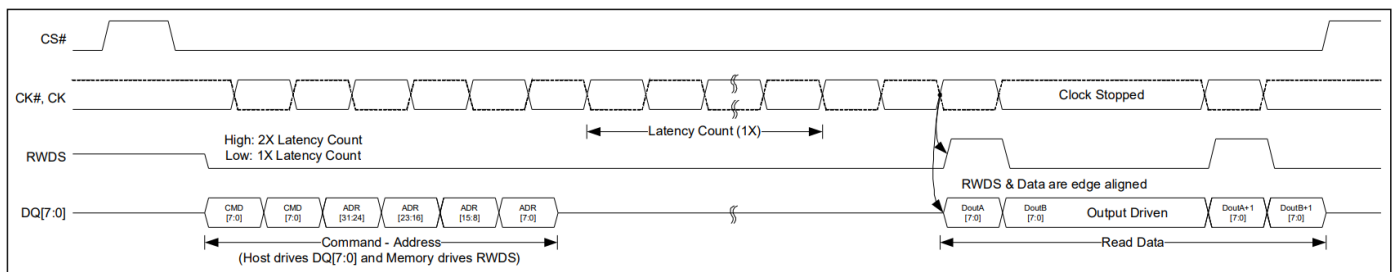 CS#
CK#, CK
Clock Stopped
Latency Count (1X)
High: 2X Latency Count
Low: 1X Latency Count
RWDS
RWDS & Data are edge aligned
DQ[7:0]
CMD [7:0]
CMD [7:0]
ADR [31:24]
ADR [23:16]
ADR [15:8]
ADR [7:0]
DoutA [7:0]
DoutB [7:0]
Output Driven
DoutA+1 [7:0]
DoutB+1 [7:0]
Command - Address
Read Data
(Host drives DQ[7:0] and Memory drives RWDS)